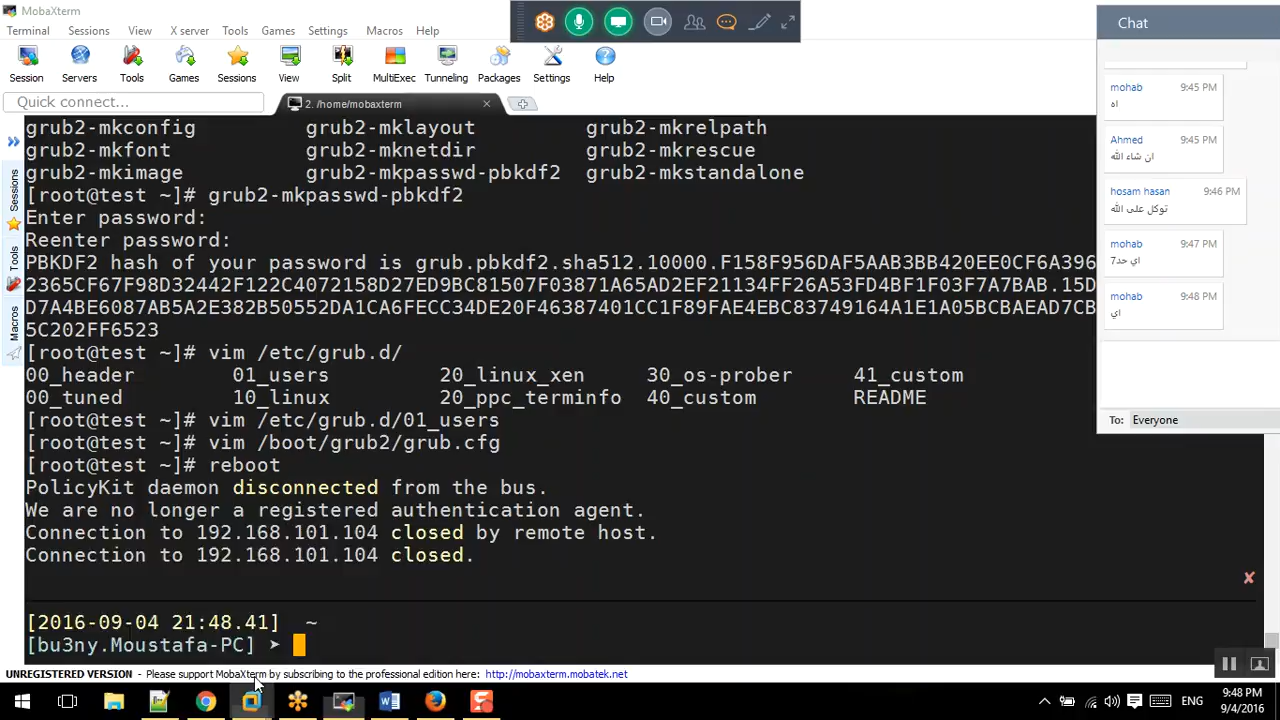 MobaXterm
Terminal Sessions View X server Tools Games Settings Macros Help
Session Servers Tools Games Sessions View Split MultiExec Tunneling Packages Settings Help
Quick connect...
2. /home/mobaxterm
grub2-mkconfig grub2-mklayout grub2-mkrelpath
grub2-mkfont grub2-mknetdir grub2-mkrescue
grub2-mkimage grub2-mkpasswd-pbkdf2 grub2-mkstandalone
[root@test ~]# grub2-mkpasswd-pbkdf2
Enter password:
Reenter password:
PBKDF2 hash of your password is grub.pbkdf2.sha512.10000.F158F956DAF5AAB3BB420EE0CF6A396
2365CF67F98D32442F122C4072158D27ED9BC81507F03871A65AD2EF21134FF26A53FD4BF1F03F7A7BAB.15D
D7A4BE6087AB5A2E382B50552DA1CA6FECC34DE20F46387401CC1F89FAE4EBC83749164A1E1A05BCBAEAD7CB
5C202FF6523
[root@test ~]# vim /etc/grub.d/
00_header 01_users 20_linux_xen 30_os-prober 41_custom
00_tuned 10_linux 20_ppc_terminfo 40_custom README
[root@test ~]# vim /etc/grub.d/01_users
[root@test ~]# vim /boot/grub2/grub.cfg
[root@test ~]# reboot
PolicyKit daemon disconnected from the bus.
We are no longer a registered authentication agent.
Connection to 192.168.101.104 closed by remote host.
Connection to 192.168.101.104 closed.
[2016-09-04 21:48.41] ~
[bu3ny.Moustafa-PC] ➤
UNREGISTERED VERSION - Please support MobaXterm by subscribing to the professional edition here: http://mobaxterm.mobatek.net
Sessions
Tools
Macros
Chat
mohab 9:45 PM
اه
Ahmed 9:45 PM
ان شاء الله
hosam hasan 9:46 PM
توكل على الله
mohab 9:47 PM
اي حد7
mohab 9:48 PM
اي
To: Everyone
ENG
9:48 PM
9/4/2016